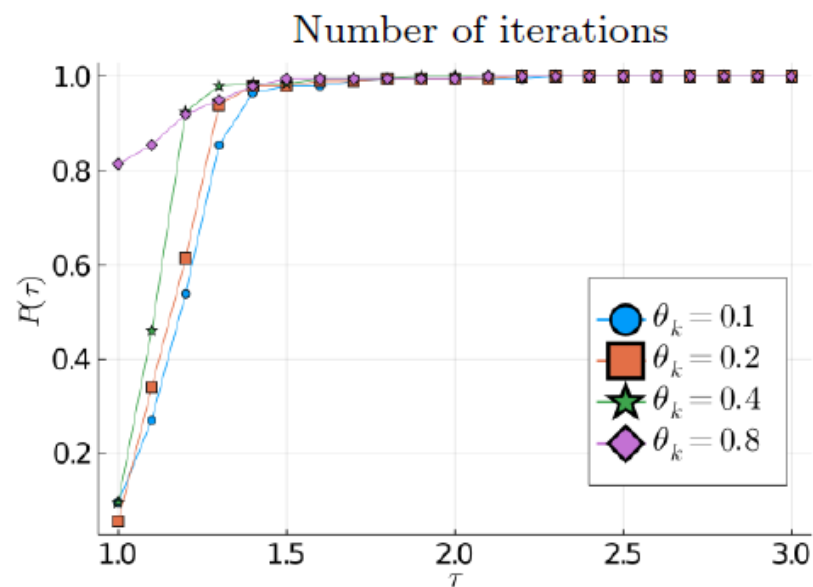 Number of iterations
1.0
0.8
0.6
0.4
0.2
P(τ)
1.0
1.5
2.0
2.5
3.0
τ
θₖ = 0.1
θₖ = 0.2
θₖ = 0.4
θₖ = 0.8